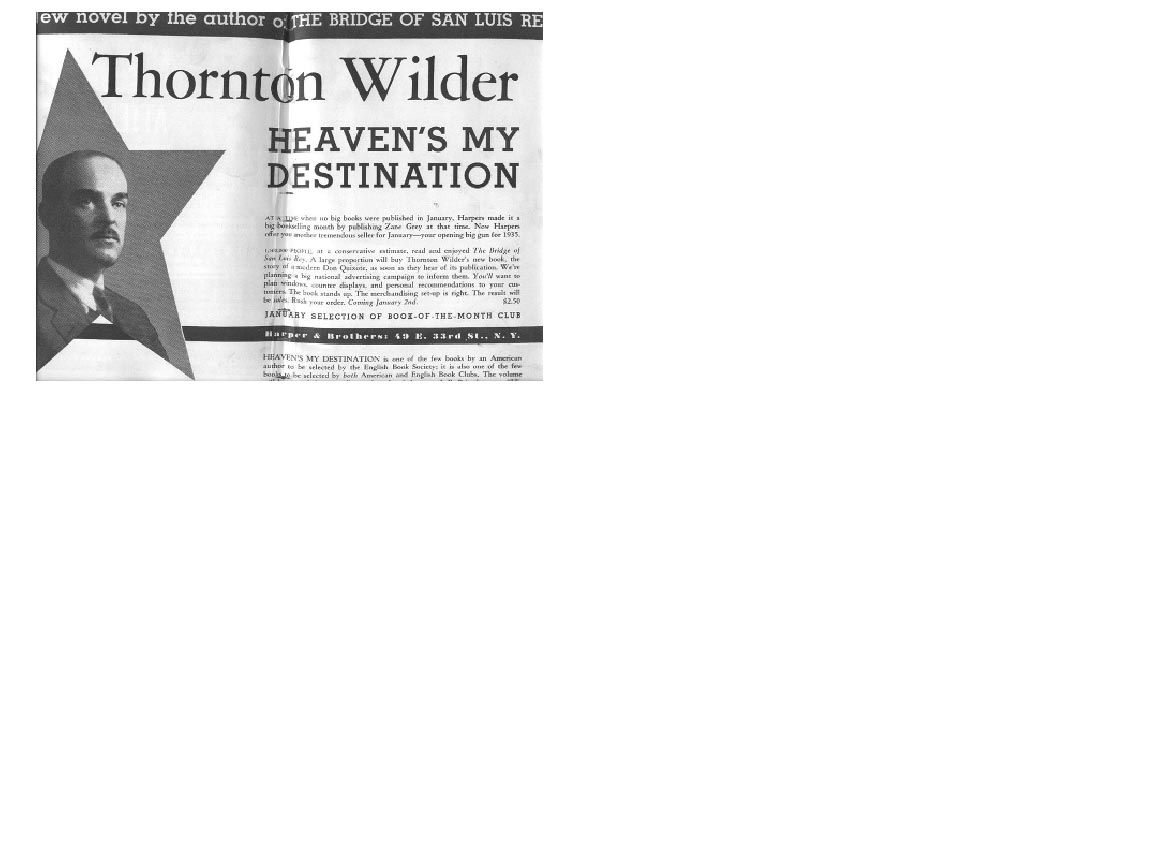 ew novel by the author of THE BRIDGE OF SAN LUIS RE
Thornton Wilder
HEAVEN'S MY
DESTINATION
AT A TIME when no big books were published in January, Harpers made it a
big bookselling month by publishing Zane Grey at that time. Now Harpers
offer you another tremendous seller for January—your opening big gun for 1935.
PEOPLE, at a conservative estimate, read and enjoyed The Bridge of
San Luis Rey. A large proportion will buy Thornton Wilder's new book, the
story of a modern Don Quixote, as soon as they hear of its publication. We're
planning a big national advertising campaign to inform them. You'll want to
plan windows, counter displays, and personal recommendations to your cus-
tomers. The book stands up. The merchandising set-up is right. The result will
be sales. Rush your order. Coming January 2nd. $2.50
JANUARY SELECTION OF BOOK-OF-THE-MONTH CLUB
Harper & Brothers: 49 E. 33rd St., N. Y.
HEAVEN'S MY DESTINATION is one of the few books by an American
author to be selected by the English Book Society; it is also one of the few
books to be selected by both American and English Book Clubs. The volume